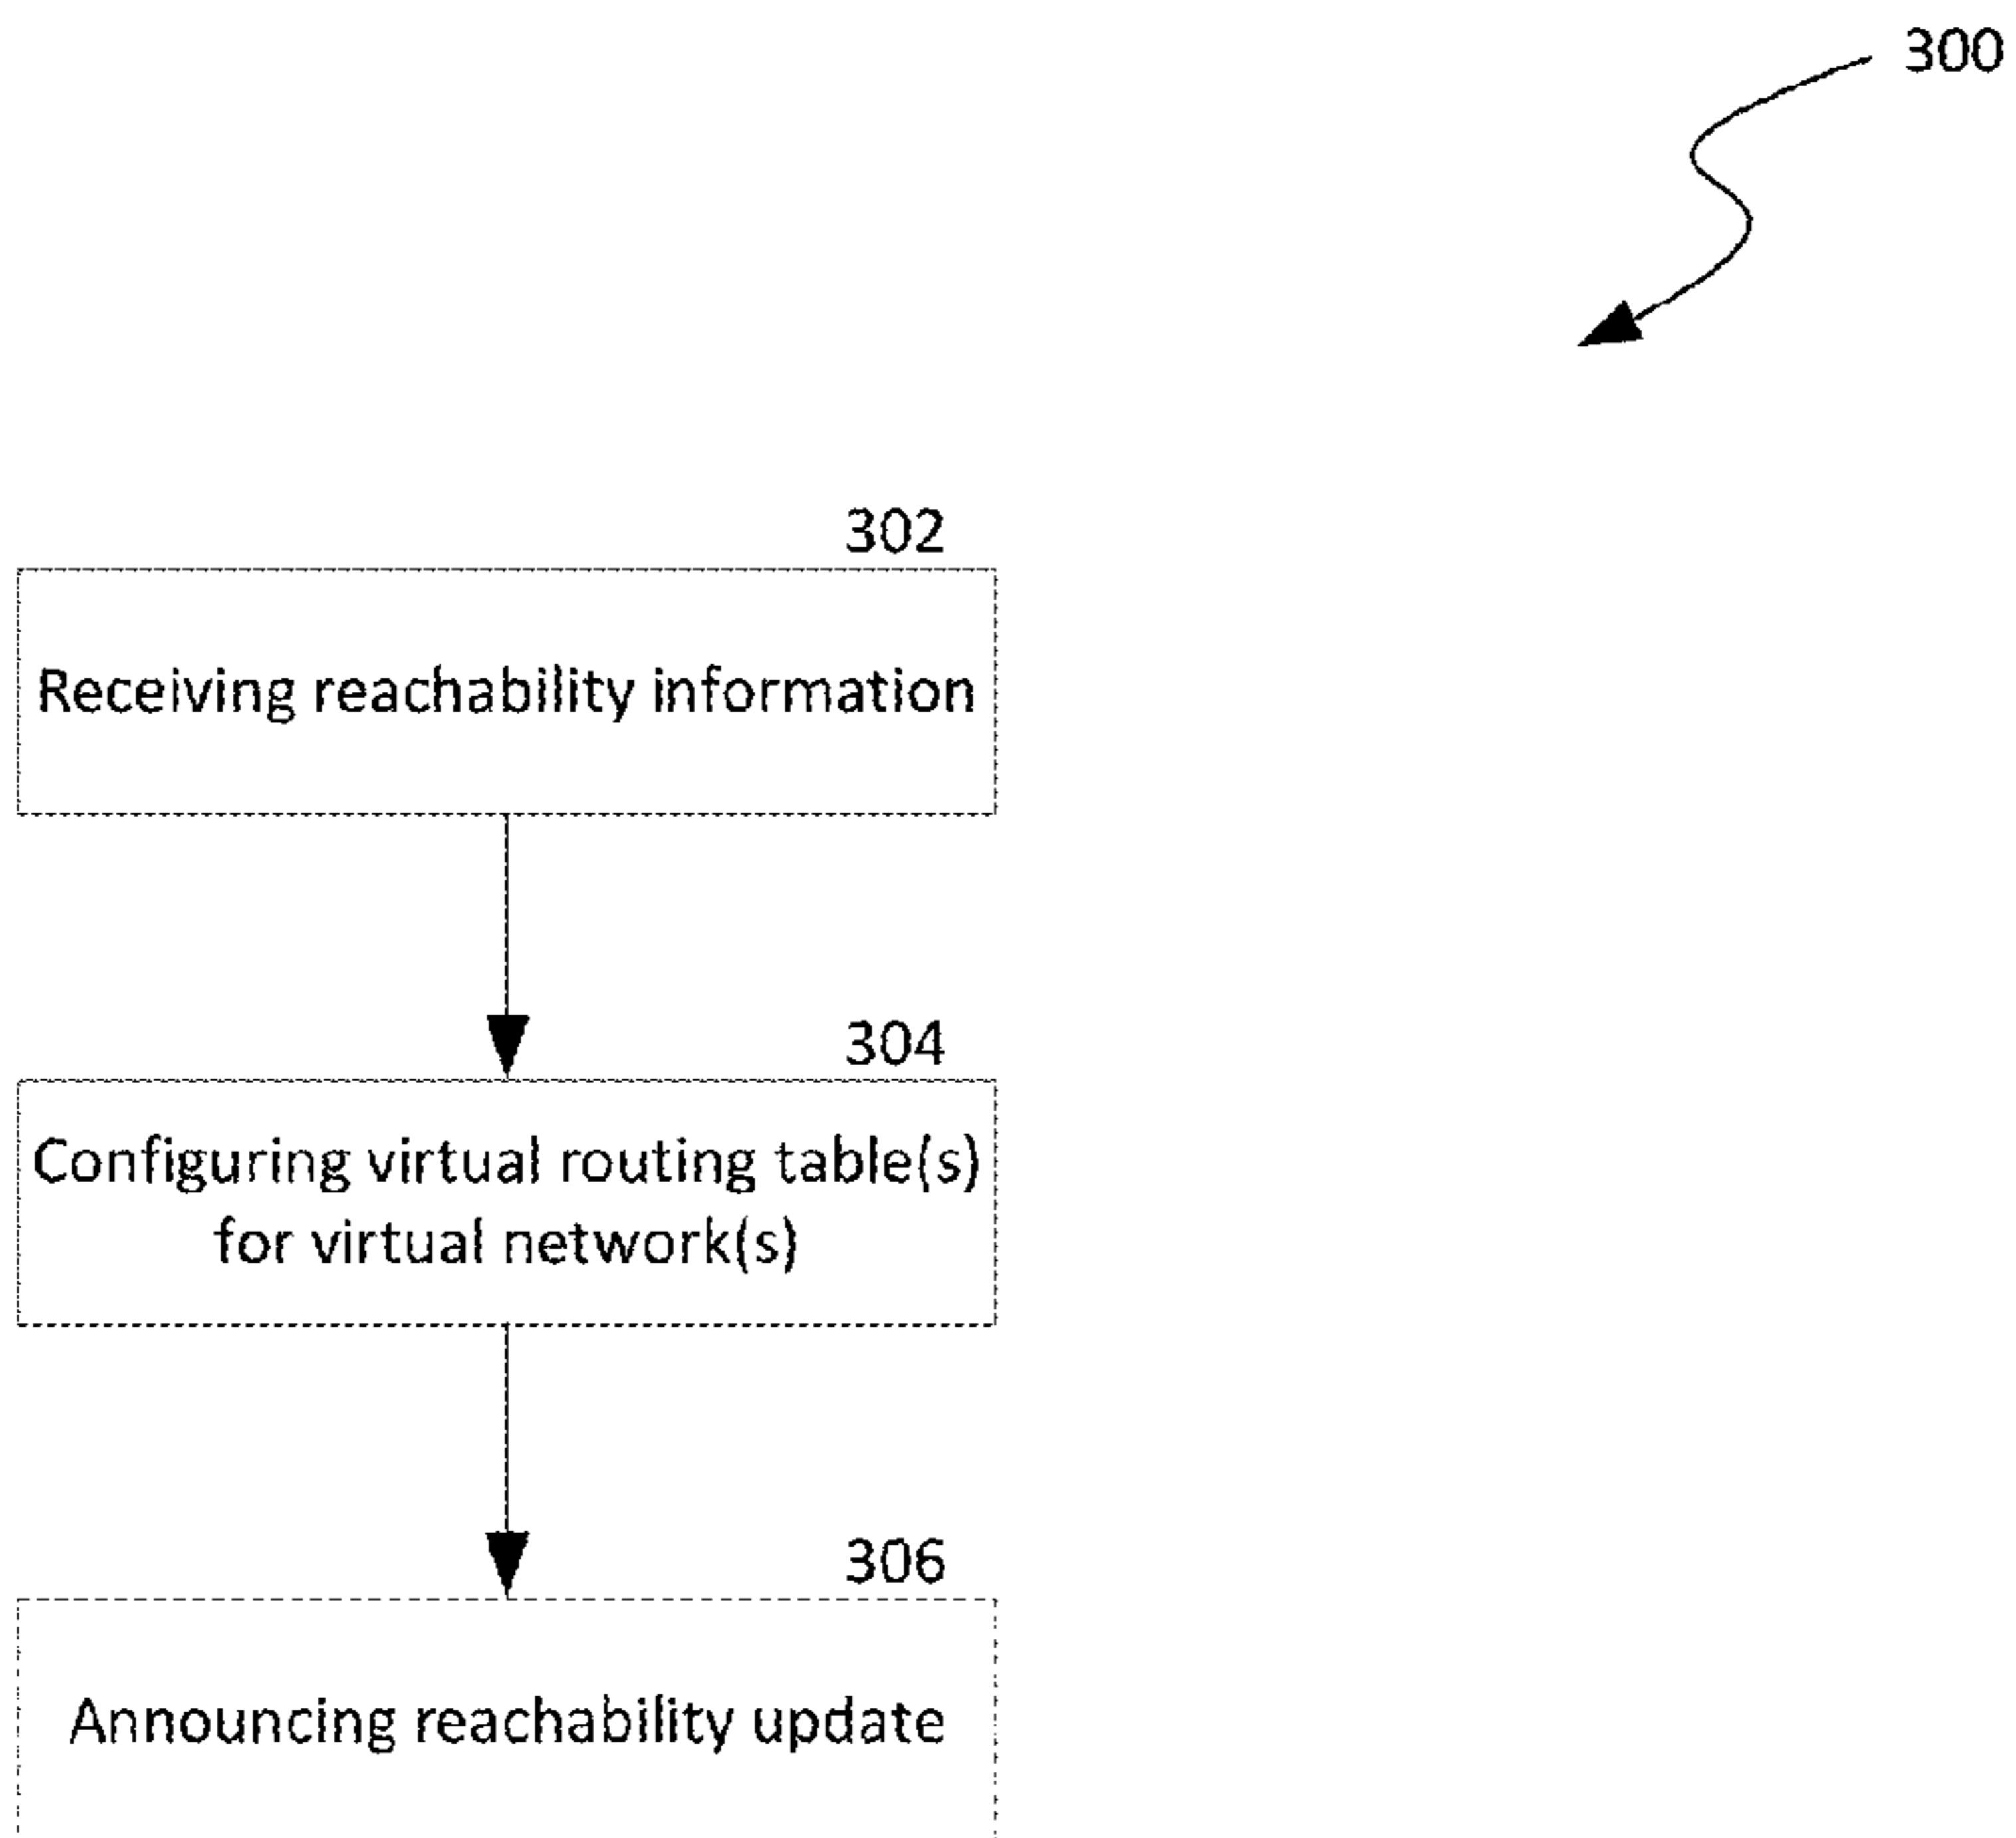 300
302
Receiving reachability information
304
Configuring virtual routing table(s)
for virtual network(s)
306
Announcing reachability update